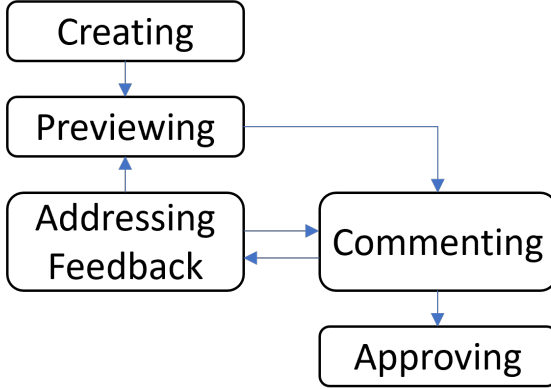 Creating
Previewing
Addressing
Feedback
Commenting
Approving